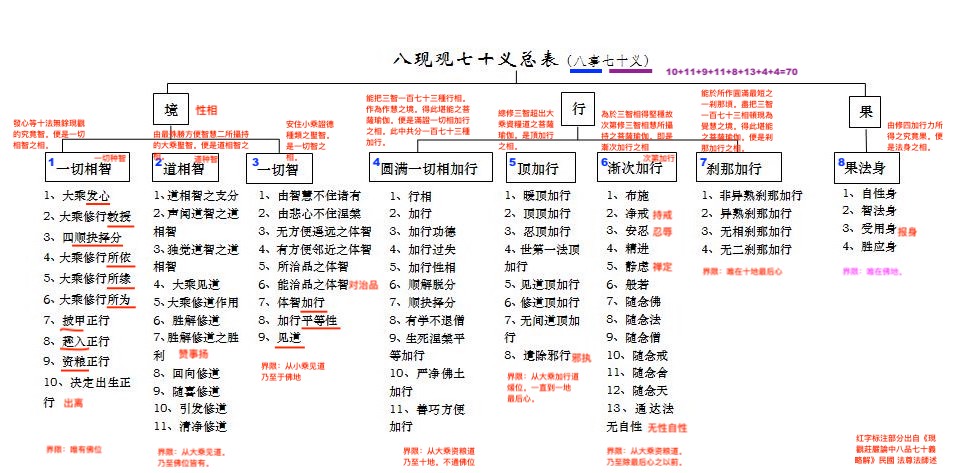 八现观七十义总表（八事七十义）
10+11+9+11+8+13+4+4=70
境
性相
行
果
發心等十法無餘現觀
的究竟智，便是一切
相智之相。
由最殊勝方便智慧二所攝持
的大乘聖智，便是道相智之
相。
安住小乘證德
種類之聖智，
是一切智之
相。
能把三智一百七十三種行相，
作為作慧之境，得此堪能之菩
薩瑜伽，便是滿證一切相加行
之相。此中共分一百七十三種
加行。
總修三智超出大
乘資糧道之菩薩
瑜伽，是頂加行
之相。
為於三智相得堅穩故
次第修三智相慧所攝
持之菩薩瑜伽，即是
漸次加行之相
能於所作圓滿最短之
一剎那頃，盡把三智
一百七十三相頓現為
覺慧之境，得此堪能
之菩薩瑜伽，便是剎
那加行之相。
由修四加行力所
得之究竟果，便
是法身之相。
一切种智
道种智
次第加行
1 一切相智
1、大乘发心
2、大乘修行教授
3、四顺抉择分
4、大乘修行所依
5、大乘修行所缘
6、大乘修行所为
7、披甲正行
8、趣入正行
9、资粮正行
10、决定出生正
行 出离
界限：唯有佛位
2 道相智
1、道相智之支分
2、声闻道智之道
相智
3、独觉道智之道
相智
4、大乘见道
5、大乘修道作用
6、胜解修道
7、胜解修道之胜
利 赞事扬
8、回向修道
9、随喜修道
10、引发修道
11、清净修道
界限：从大乘见道，
乃至佛位皆有。
3 一切智
1、由智慧不住诸有
2、由悲心不住涅槃
3、无方便遥远之体智
4、有方便邻近之体智
5、所治品之体智
6、能治品之体智对治品
7、体智加行
8、加行平等性
9、见道
界限：从小乘见道
乃至于佛地
4 圆满一切相加行
1、行相
2、加行
3、加行功德
4、加行过失
5、加行性相
6、顺解脱分
7、顺抉择分
8、有学不退僧
9、生死涅槃平
等加行
10、严净佛土
加行
11、善巧方便
加行
界限：从大乘资粮道
乃至十地，不通佛位
5 顶加行
1、暖顶加行
2、顶顶加行
3、忍顶加行
4、世第一法顶
加行
5、见道顶加行
6、修道顶加行
7、无间道顶加
行
8、遣除邪行邪执
界限：从大乘加行道
煖位，一直到一地
最后心。
6 渐次加行
1、布施
2、净戒 持戒
3、安忍 忍辱
4、精进
5、静虑 禅定
6、般若
7、随念佛
8、随念法
9、随念僧
10、随念戒
11、随念舍
12、随念天
13、通达法
无自性 无性自性
界限：从大乘资粮道，
乃至除最后心之以前。
7 刹那加行
1、非异熟刹那加行
2、异熟刹那加行
3、无相刹那加行
4、无二刹那加行
界限：唯在十地最后心
8 果法身
1、自性身
2、智法身
3、受用身报身
4、胜应身
界限：唯在佛地。
红字标注部分出自《現
觀莊嚴論中八品七十義
略解》民國 法尊法師述